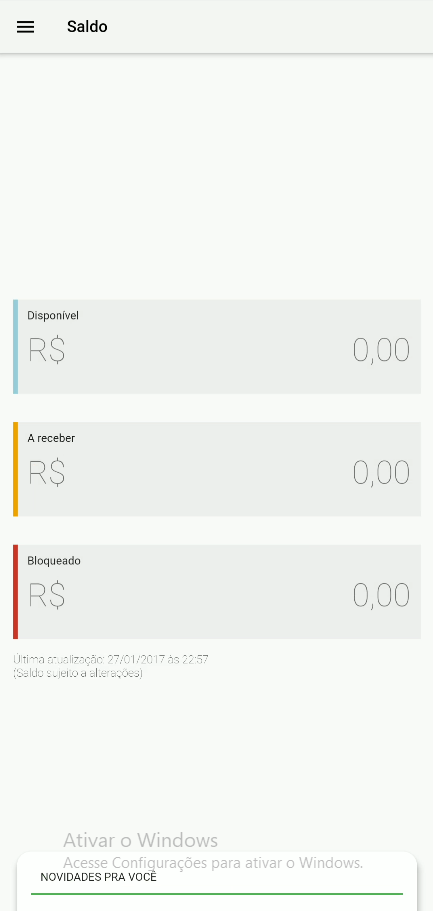 Saldo
Disponível
R$ 0,00
A receber
R$ 0,00
Bloqueado
R$ 0,00
Última atualização: 27/01/2017 às 22:57
(Saldo sujeito a alterações)
Ativar o Windows
Acesse Configurações para ativar o Windows.
NOVIDADES PRA VOCÊ